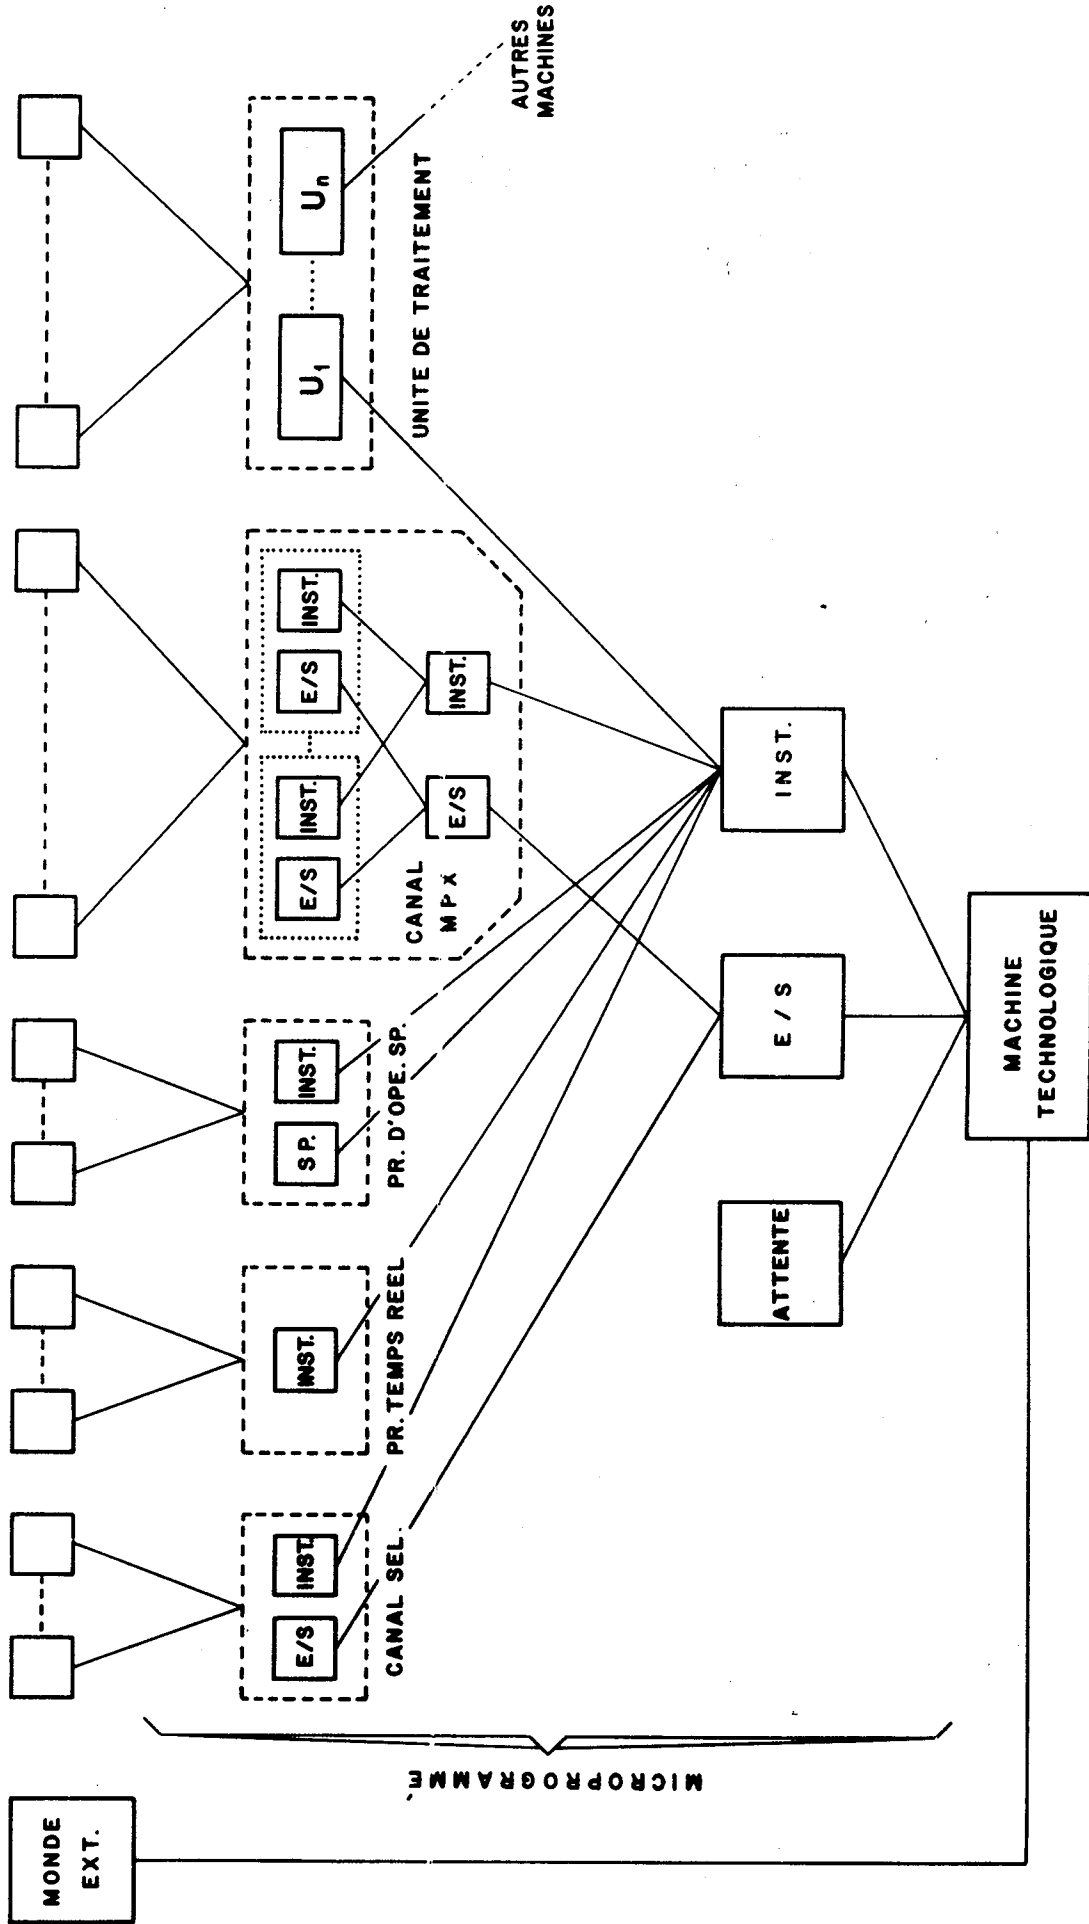 MONDE
EXT.
MICROPROGRAMME
E/S
INST.
CANAL SEL.
INST.
PR. TEMPS REEL
SP.
INST.
PR. D'OPE. SP.
E/S
INST.
E/S
INST.
E/S
INST.
CANAL
MPX
U1
Un
UNITE DE TRAITEMENT
AUTRES
MACHINES
ATTENTE
E/S
INST.
MACHINE
TECHNOLOGIQUE